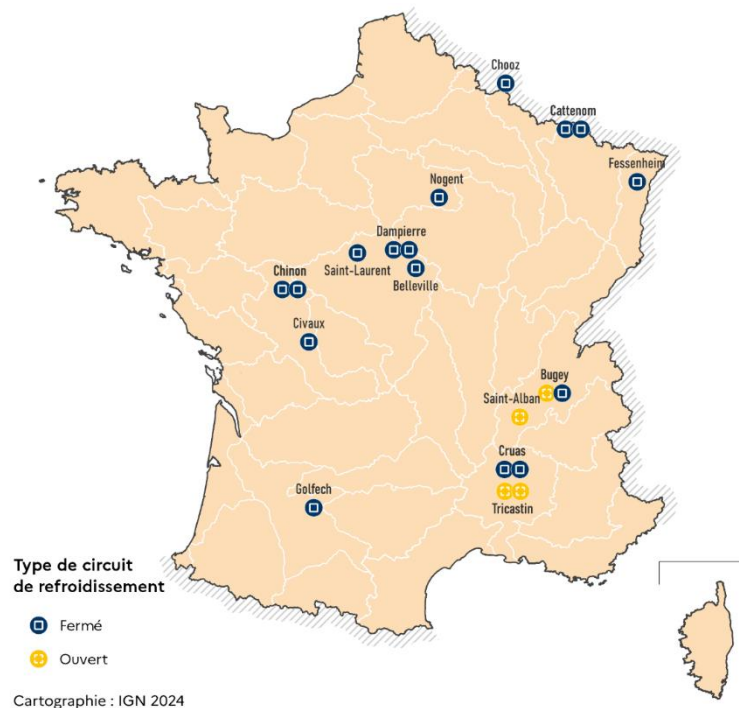 Chooz
Cattenom
Fessenheim
Nogent
Dampierre
Saint-Laurent
Belleville
Chinon
Civaux
Bugey
Saint-Alban
Cruas
Golfech
Tricastin
Type de circuit
de refroidissement
Fermé
Ouvert
Cartographie : IGN 2024